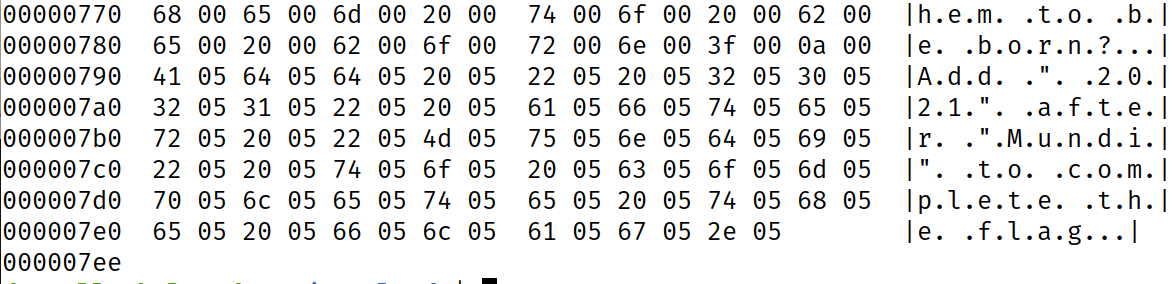 00000770  68 00 65 00 6d 00 20 00  74 00 6f 00 20 00 62 00  |h.e.m. .t.o. .b.|
00000780  65 00 20 00 62 00 6f 00  72 00 6e 00 3f 00 0a 00  |e. .b.o.r.n.?...|
00000790  41 05 64 05 64 05 20 05  22 05 20 05 32 05 30 05  |A.d.d. .". .2.0.|
000007a0  32 05 31 05 22 05 20 05  61 05 66 05 74 05 65 05  |2.1.". .a.f.t.e.|
000007b0  72 05 20 05 22 05 4d 05  75 05 6e 05 64 05 69 05  |r. .".M.u.n.d.i.|
000007c0  22 05 20 05 74 05 6f 05  20 05 63 05 6f 05 6d 05  |". .t.o. .c.o.m.|
000007d0  70 05 6c 05 65 05 74 05  65 05 20 05 74 05 68 05  |p.l.e.t.e. .t.h.|
000007e0  65 05 20 05 66 05 6c 05  61 05 67 05 2e 05        |e. .f.l.a.g...|
000007ee